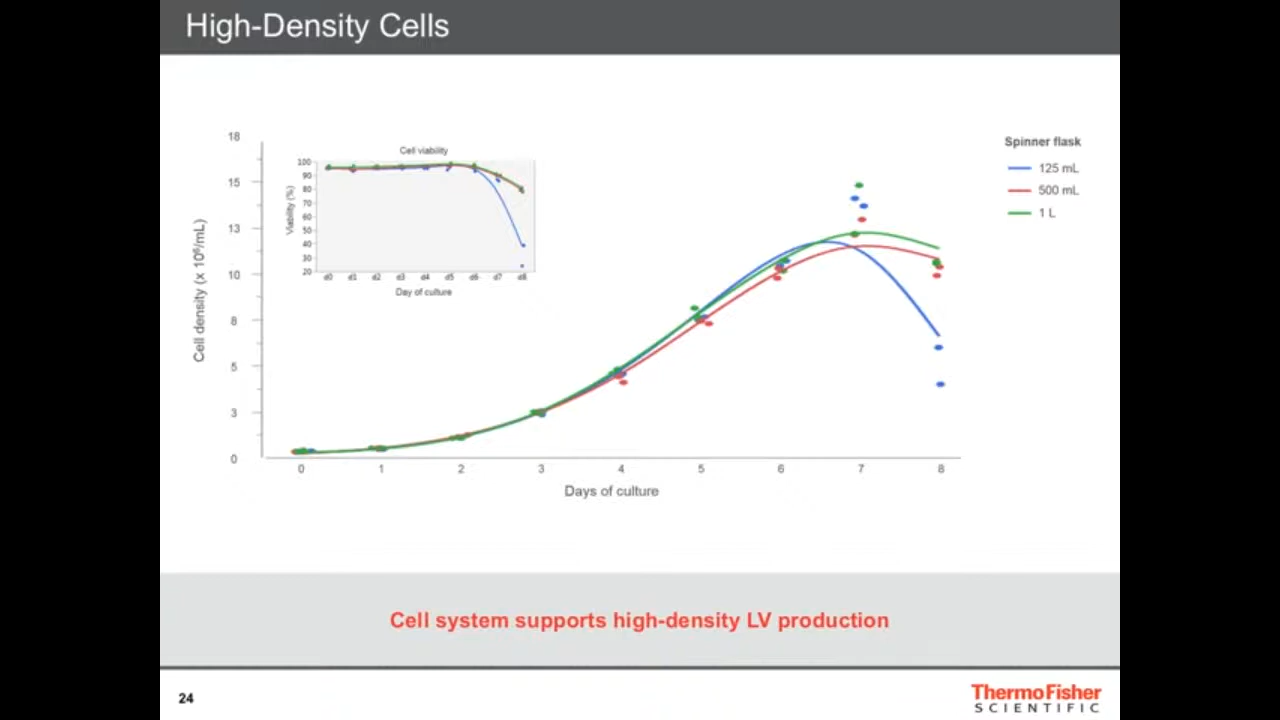 High-Density Cells
18
15
13
10
8
5
3
0
Cell density (x 10⁶/mL)
0 1 2 3 4 5 6 7 8
Days of culture
Cell viability
100
90
80
70
60
50
40
30
20
Viability (%)
d0 d1 d2 d3 d4 d5 d6 d7 d8
Day of culture
Spinner flask
125 mL
500 mL
1 L
Cell system supports high-density LV production
24
ThermoFisher
SCIENTIFIC